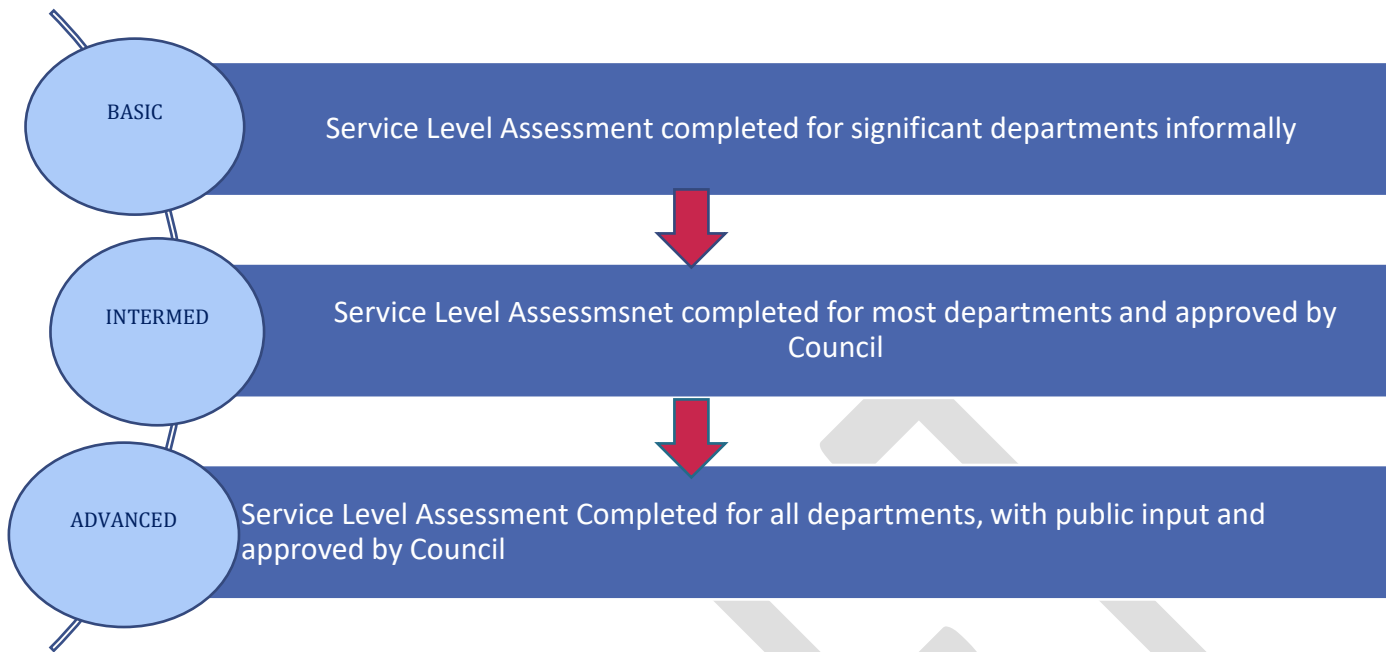 BASIC
Service Level Assessment completed for significant departments informally
INTERMED
Service Level Assessmsnet completed for most departments and approved by
Council
ADVANCED
Service Level Assessment Completed for all departments, with public input and
approved by Council